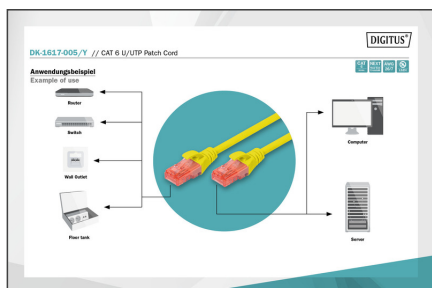 DIGITUS®
DK-1617-005/Y // CAT 6 U/UTP Patch Cord
Anwendungsbeispiel
Example of use
Router
Switch
Wall Outlet
Floor tank
Computer
Server